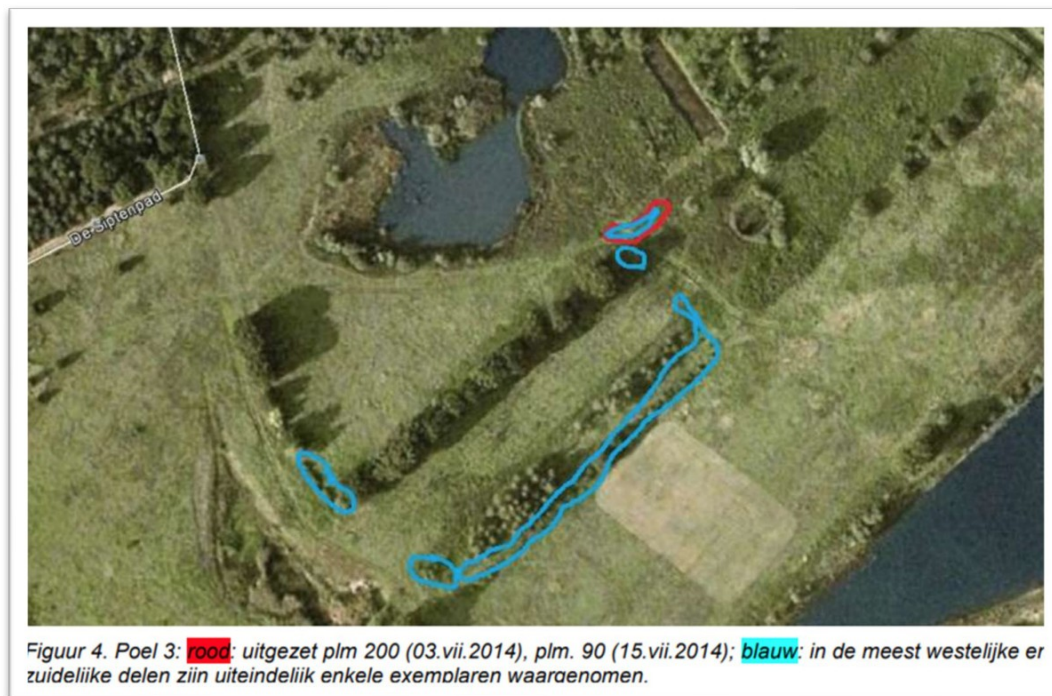 De Siptenpad
Figuur 4. Poel 3: rood: uitgezet plm 200 (03.vii.2014), plm. 90 (15.vii.2014); blauw: in de meest westelijke en
zuidelijke delen zijn uiteindelijk enkele exemplaren waargenomen.